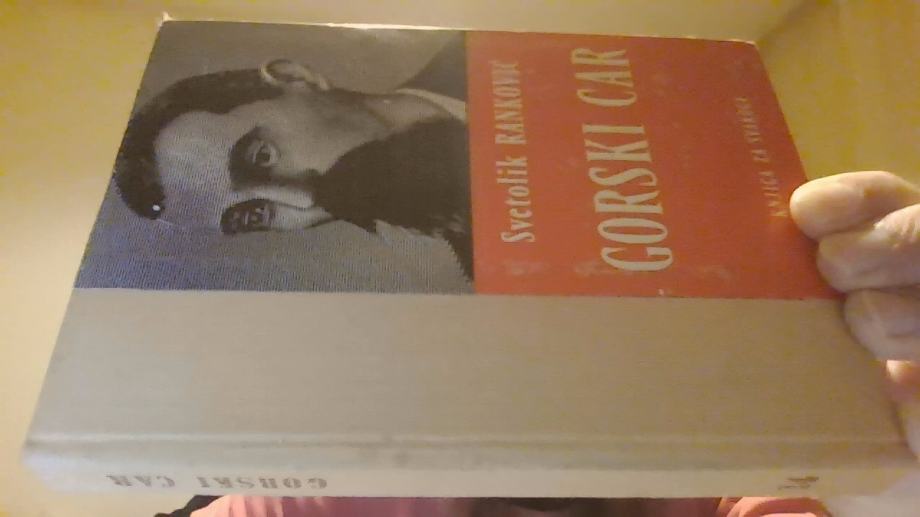 Svetolik RANKOVIĆ
GORSKI CAR
KNJIGA ZA SVAKOGA
GORSKI CAR